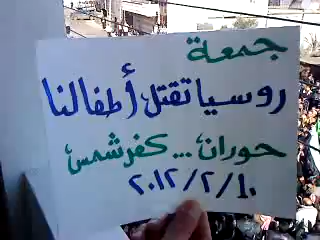 جمعة
روسيا تقتل أطفالنا
حوران ... كفرشمس
٢٠١٢/٢/١٠